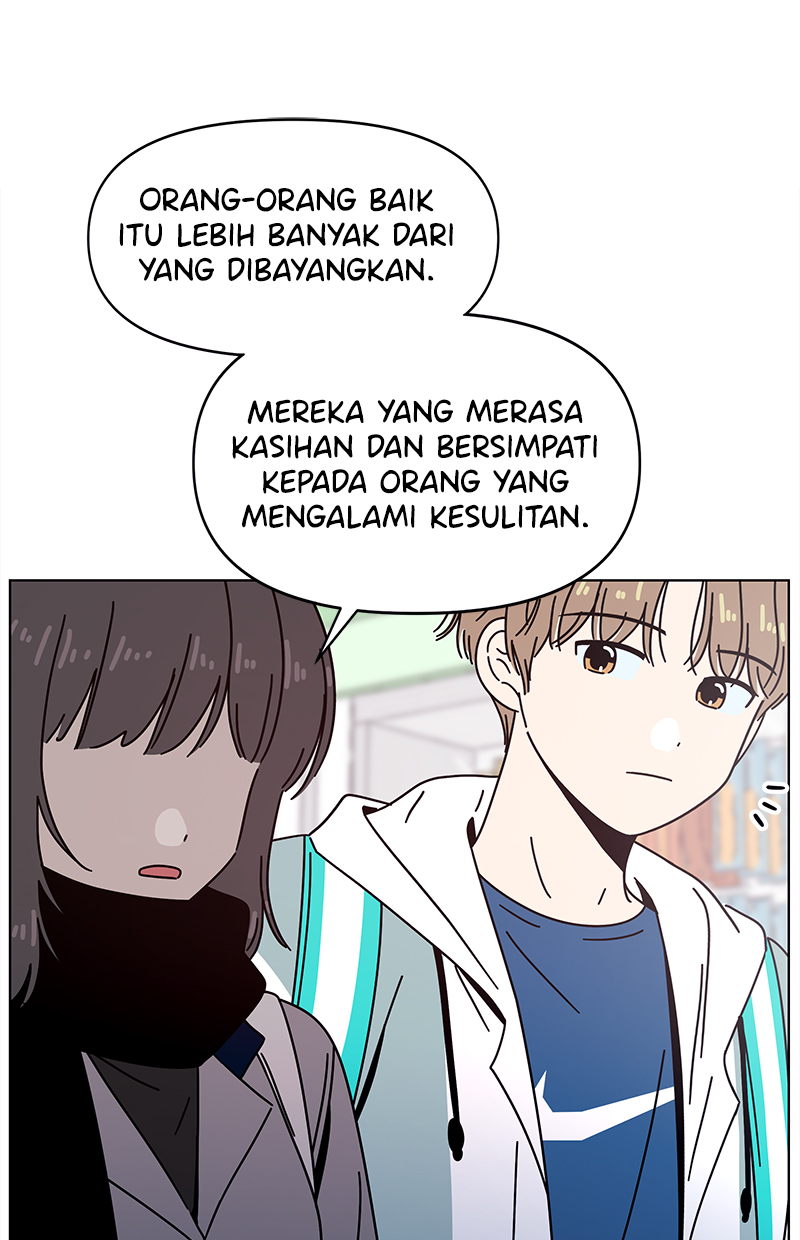 ORANG-ORANG BAIK
ITU LEBIH BANYAK DARI
YANG DIBAYANGKAN.
MEREKA YANG MERASA
KASIHAN DAN BERSIMPATI
KEPADA ORANG YANG
MENGALAMI KESULITAN.